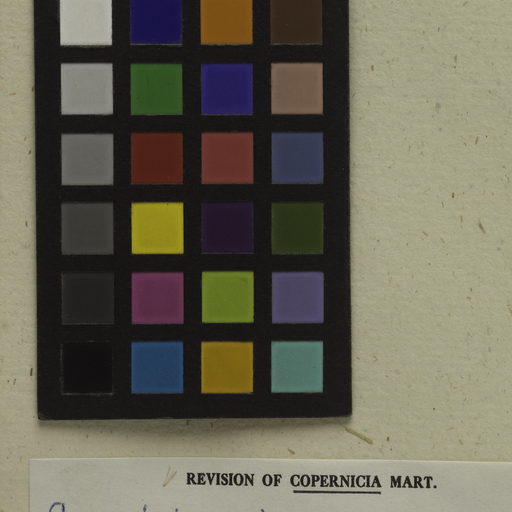 REVISION OF COPERNICIA MART.